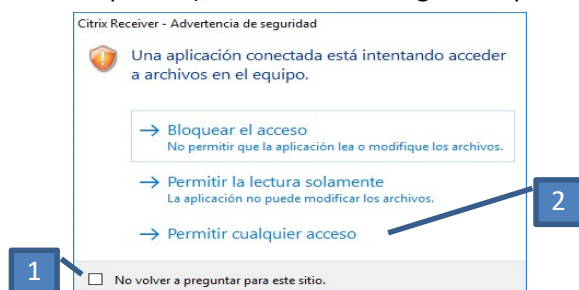 Citrix Receiver - Advertencia de seguridad
Una aplicación conectada está intentando acceder
a archivos en el equipo.
Bloquear el acceso
No permitir que la aplicación lea o modifique los archivos.
Permitir la lectura solamente
La aplicación no puede modificar los archivos.
2
Permitir cualquier acceso
1
No volver a preguntar para este sitio.